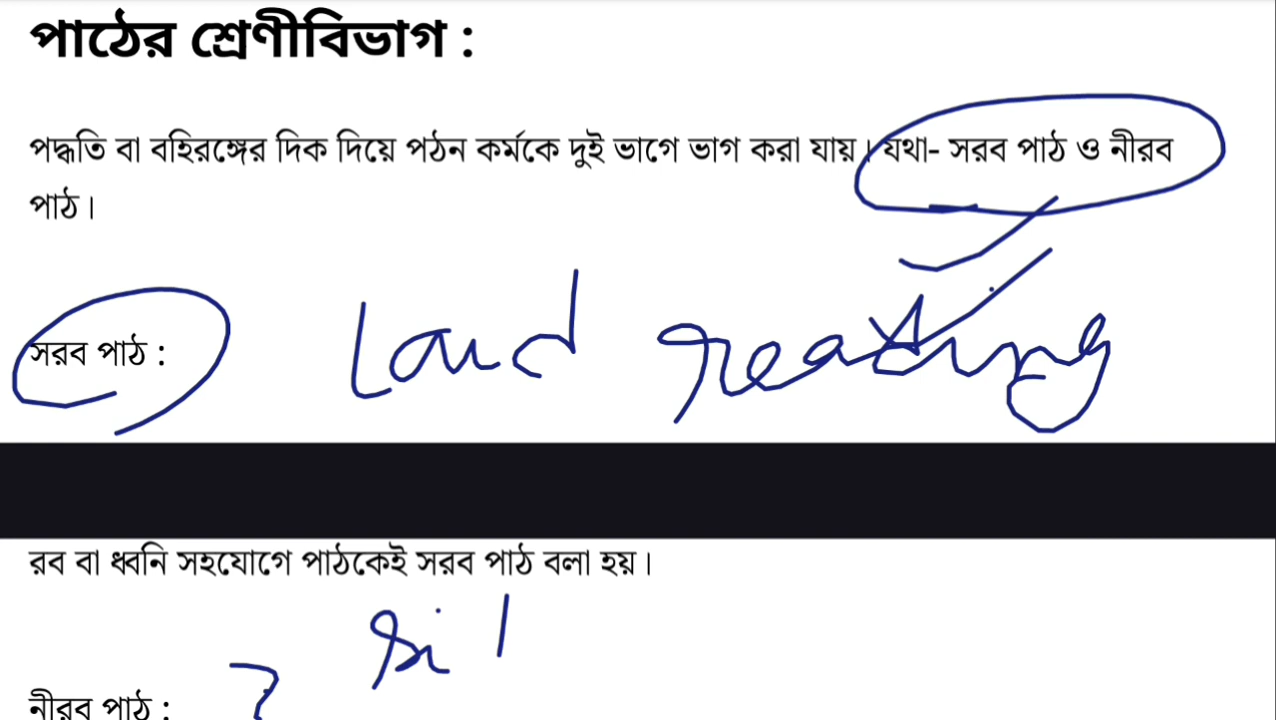 পাঠের শ্রেণীবিভাগ :
পদ্ধতি বা বহিরঙ্গের দিক দিয়ে পঠন কর্মকে দুই ভাগে ভাগ করা যায়। যথা- সরব পাঠ ও নীরব
পাঠ।
সরব পাঠ : Loud reading
রব বা ধ্বনি সহযোগে পাঠকেই সরব পাঠ বলা হয়।
Sil
নীরব পাঠ :